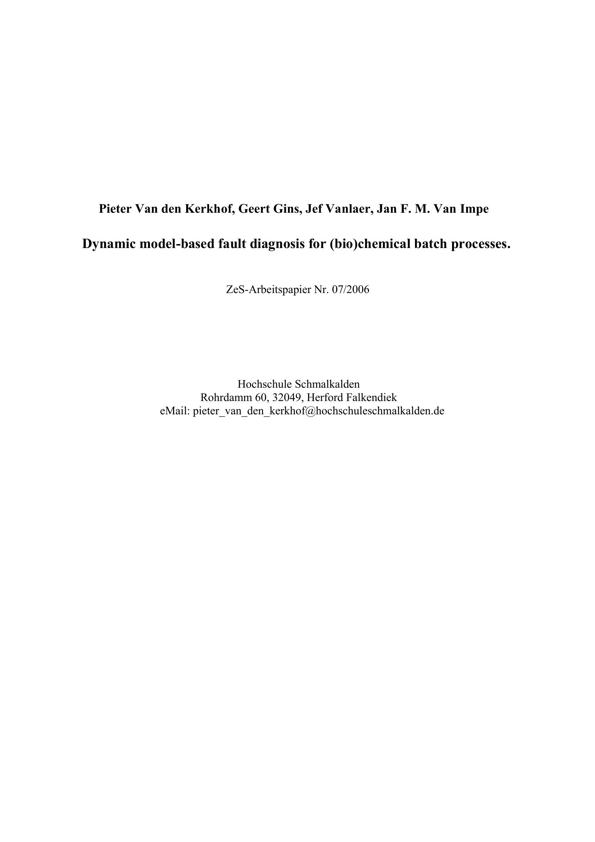 Pieter Van den Kerkhof, Geert Gins, Jef Vanlaer, Jan F. M. Van Impe
Dynamic model-based fault diagnosis for (bio)chemical batch processes.
ZeS-Arbeitspapier Nr. 07/2006
Hochschule Schmalkalden
Rohrdamm 60, 32049, Herford Falkendiek
eMail: pieter_van_den_kerkhof@hochschuleschmalkalden.de